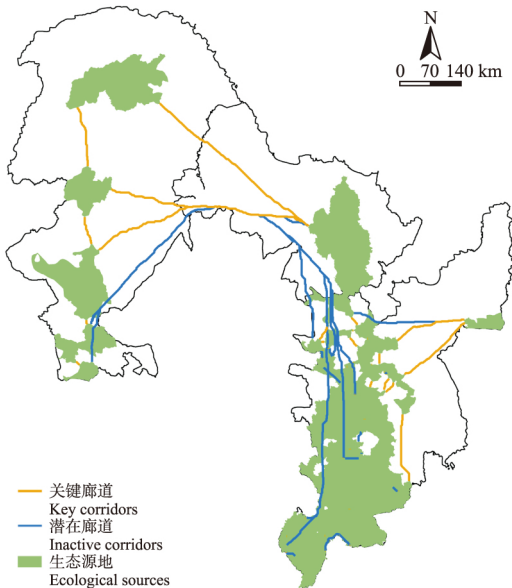 N
0 70 140 km
关键廊道
Key corridors
潜在廊道
Inactive corridors
生态源地
Ecological sources